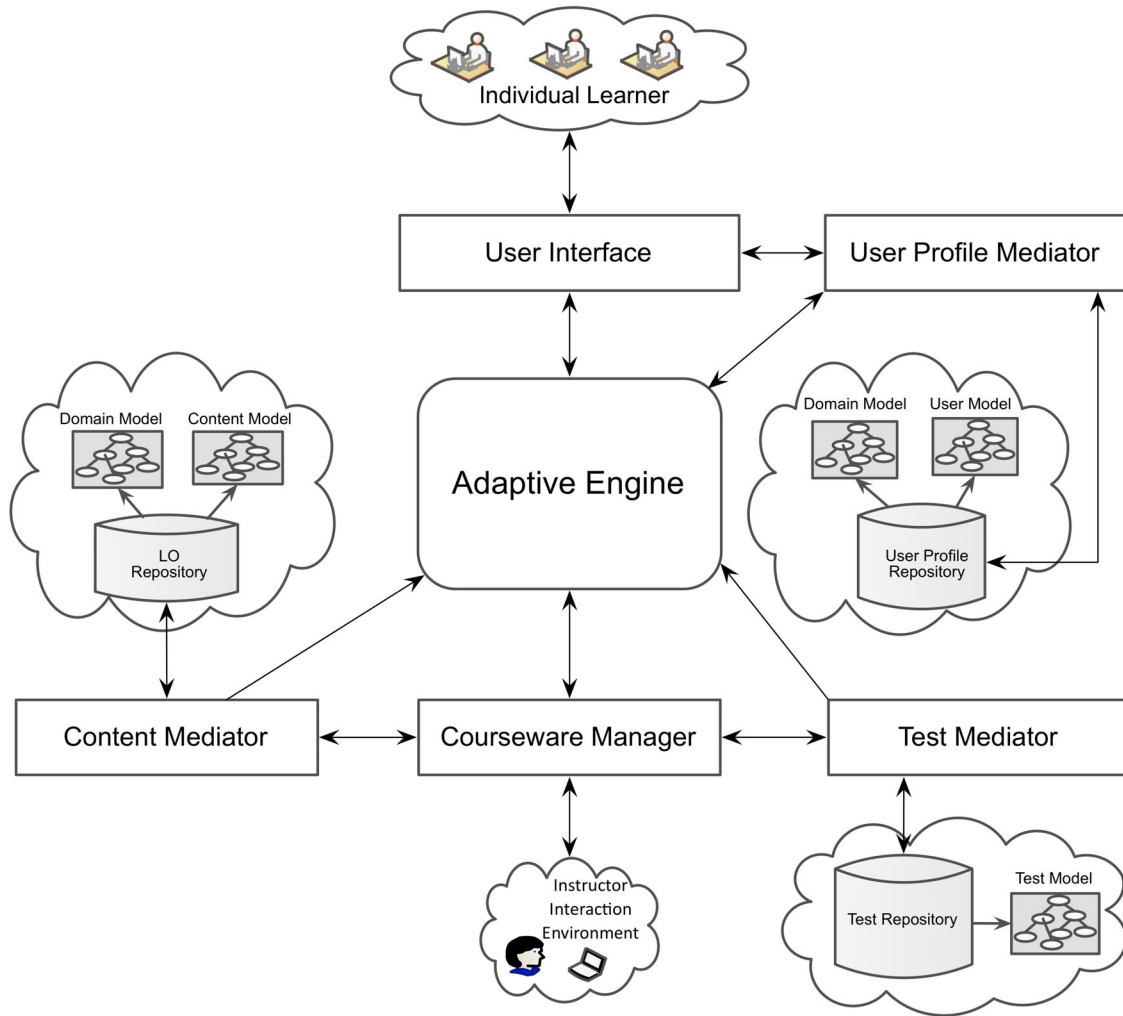 Individual Learner
User Interface
User Profile Mediator
Domain Model
Content Model
LO
Repository
Adaptive Engine
Domain Model
User Model
User Profile
Repository
Content Mediator
Courseware Manager
Test Mediator
Instructor
Interaction
Environment
Test Repository
Test Model